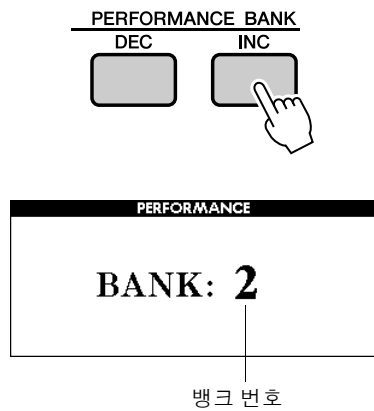 PERFORMANCE BANK
DEC INC
PERFORMANCE
BANK: 2
뱅크 번호